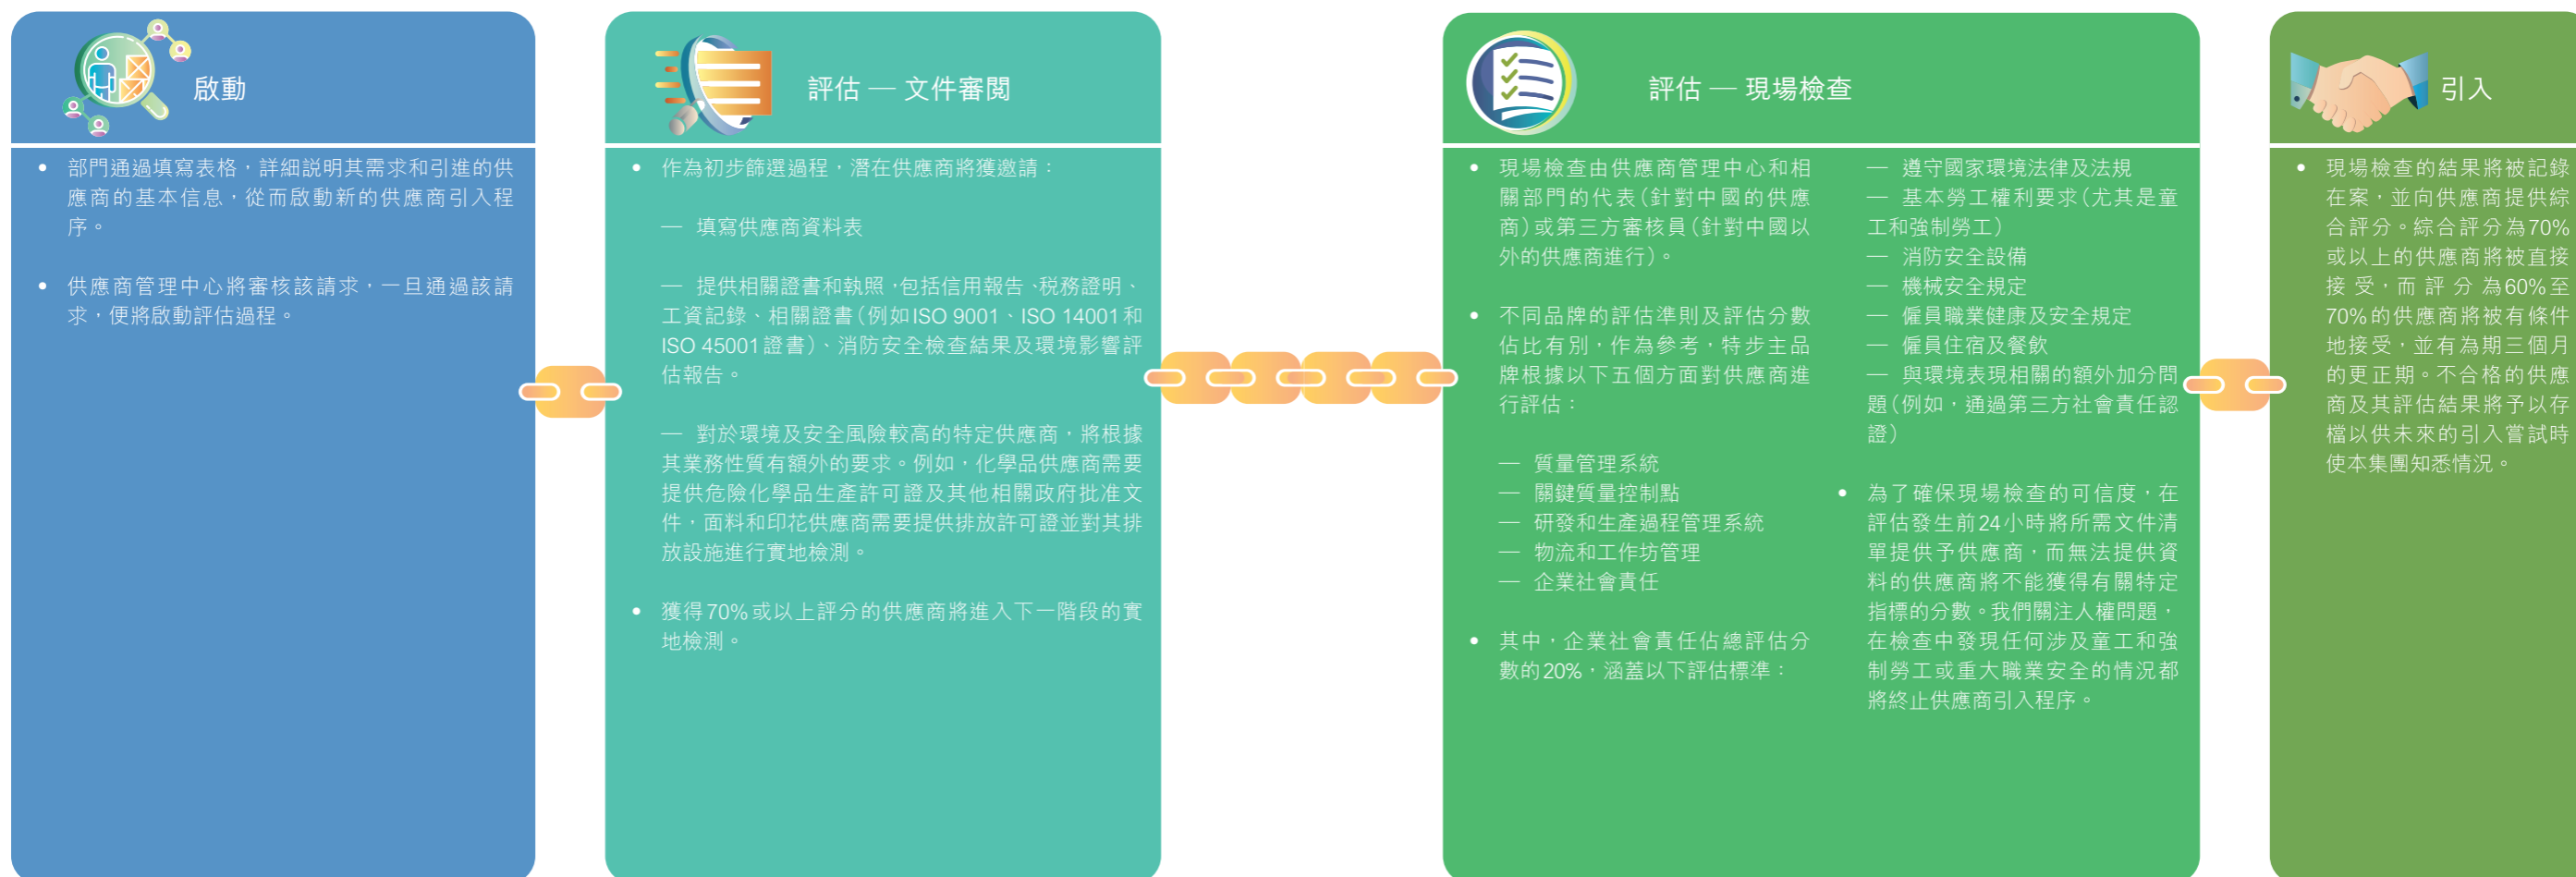 啟動
部門通過填寫表格，詳細說明其需求和引進的供
應商的基本信息，從而啟動新的供應商引入程
序。
供應商管理中心將審核該請求，一旦通過該請
求，便將啟動評估過程。
評估 — 文件審閱
作為初步篩選過程，潛在供應商將獲邀請：
— 填寫供應商資料表
— 提供相關證書和執照，包括信用報告、稅務證明、
工資記錄、相關證書（例如ISO 9001、ISO 14001和
ISO 45001證書）、消防安全檢查結果及環境影響評
估報告。
— 對於環境及安全風險較高的特定供應商，將根據
其業務性質有額外的要求。例如，化學品供應商需要
提供危險化學品生產許可證及其他相關政府批准文
件，面料和印花供應商需要提供排放許可證並對其排
放設施進行實地檢測。
獲得70%或以上評分的供應商將進入下一階段的實
地檢測。
評估 — 現場檢查
現場檢查由供應商管理中心和相
關部門的代表（針對中國的供應
商）或第三方審核員（針對中國以
外的供應商進行）。
不同品牌的評估準則及評估分數
佔比有別，作為參考，特步主品
牌根據以下五個方面對供應商進
行評估：
— 質量管理系統
— 關鍵質量控制點
— 研發和生產過程管理系統
— 物流和工作坊管理
— 企業社會責任
其中，企業社會責任佔總評估分
數的20%，涵蓋以下評估標準：
— 遵守國家環境法律及法規
— 基本勞工權利要求（尤其是童
工和強制勞工）
— 消防安全設備
— 機械安全規定
— 僱員職業健康及安全規定
— 僱員住宿及餐飲
— 與環境表現相關的額外加分問
題（例如，通過第三方社會責任認
證）
為了確保現場檢查的可信度，在
評估發生前24小時將所需文件清
單提供予供應商，而無法提供資
料的供應商將不能獲得有關特定
指標的分數。我們關注人權問題，
在檢查中發現任何涉及童工和強
制勞工或重大職業安全的情況都
將終止供應商引入程序。
引入
現場檢查的結果將被記錄
在案，並向供應商提供綜
合評分。綜合評分為70%
或以上的供應商將被直接
接受，而評分為60%至
70%的供應商將被有條件
地接受，並有為期三個月
的更正期。不合格的供應
商及其評估結果將予以存
檔以供未來的引入嘗試時
使本集團知悉情況。